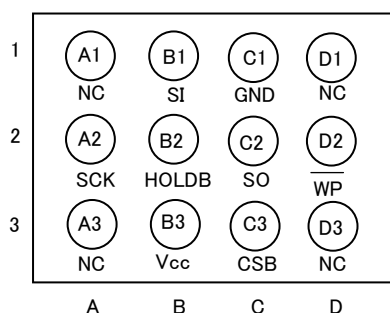 1 A1 B1 C1 D1
NC SI GND NC
2 A2 B2 C2 D2
SCK HOLDB SO W̅P̅
3 A3 B3 C3 D3
NC Vcc CSB NC
A B C D